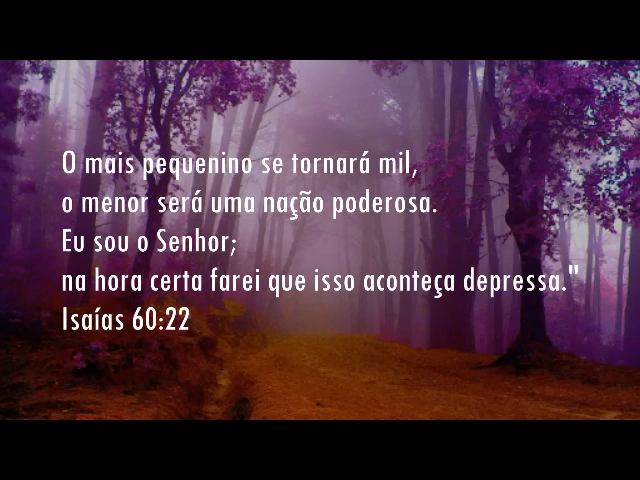 O mais pequenino se tornará mil,
o menor será uma nação poderosa.
Eu sou o Senhor;
na hora certa farei que isso aconteça depressa."
Isaías 60:22